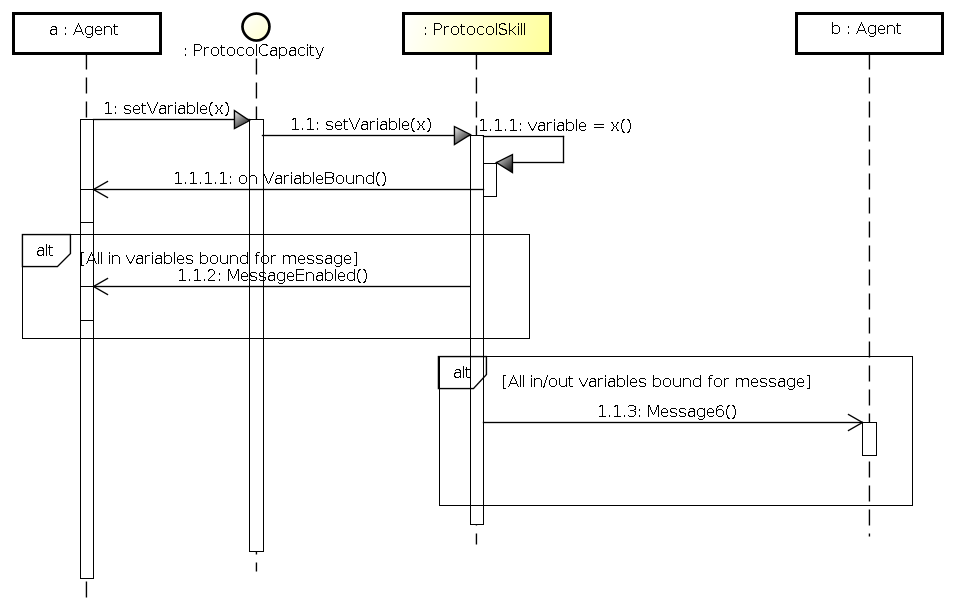 a : Agent
: ProtocolCapacity
: ProtocolSkill
b : Agent
1: setVariable(x)
1.1: setVariable(x)
1.1.1: variable = x()
1.1.1.1: on VariableBound()
alt
[All in variables bound for message]
1.1.2: MessageEnabled()
alt
[All in/out variables bound for message]
1.1.3: Message6()